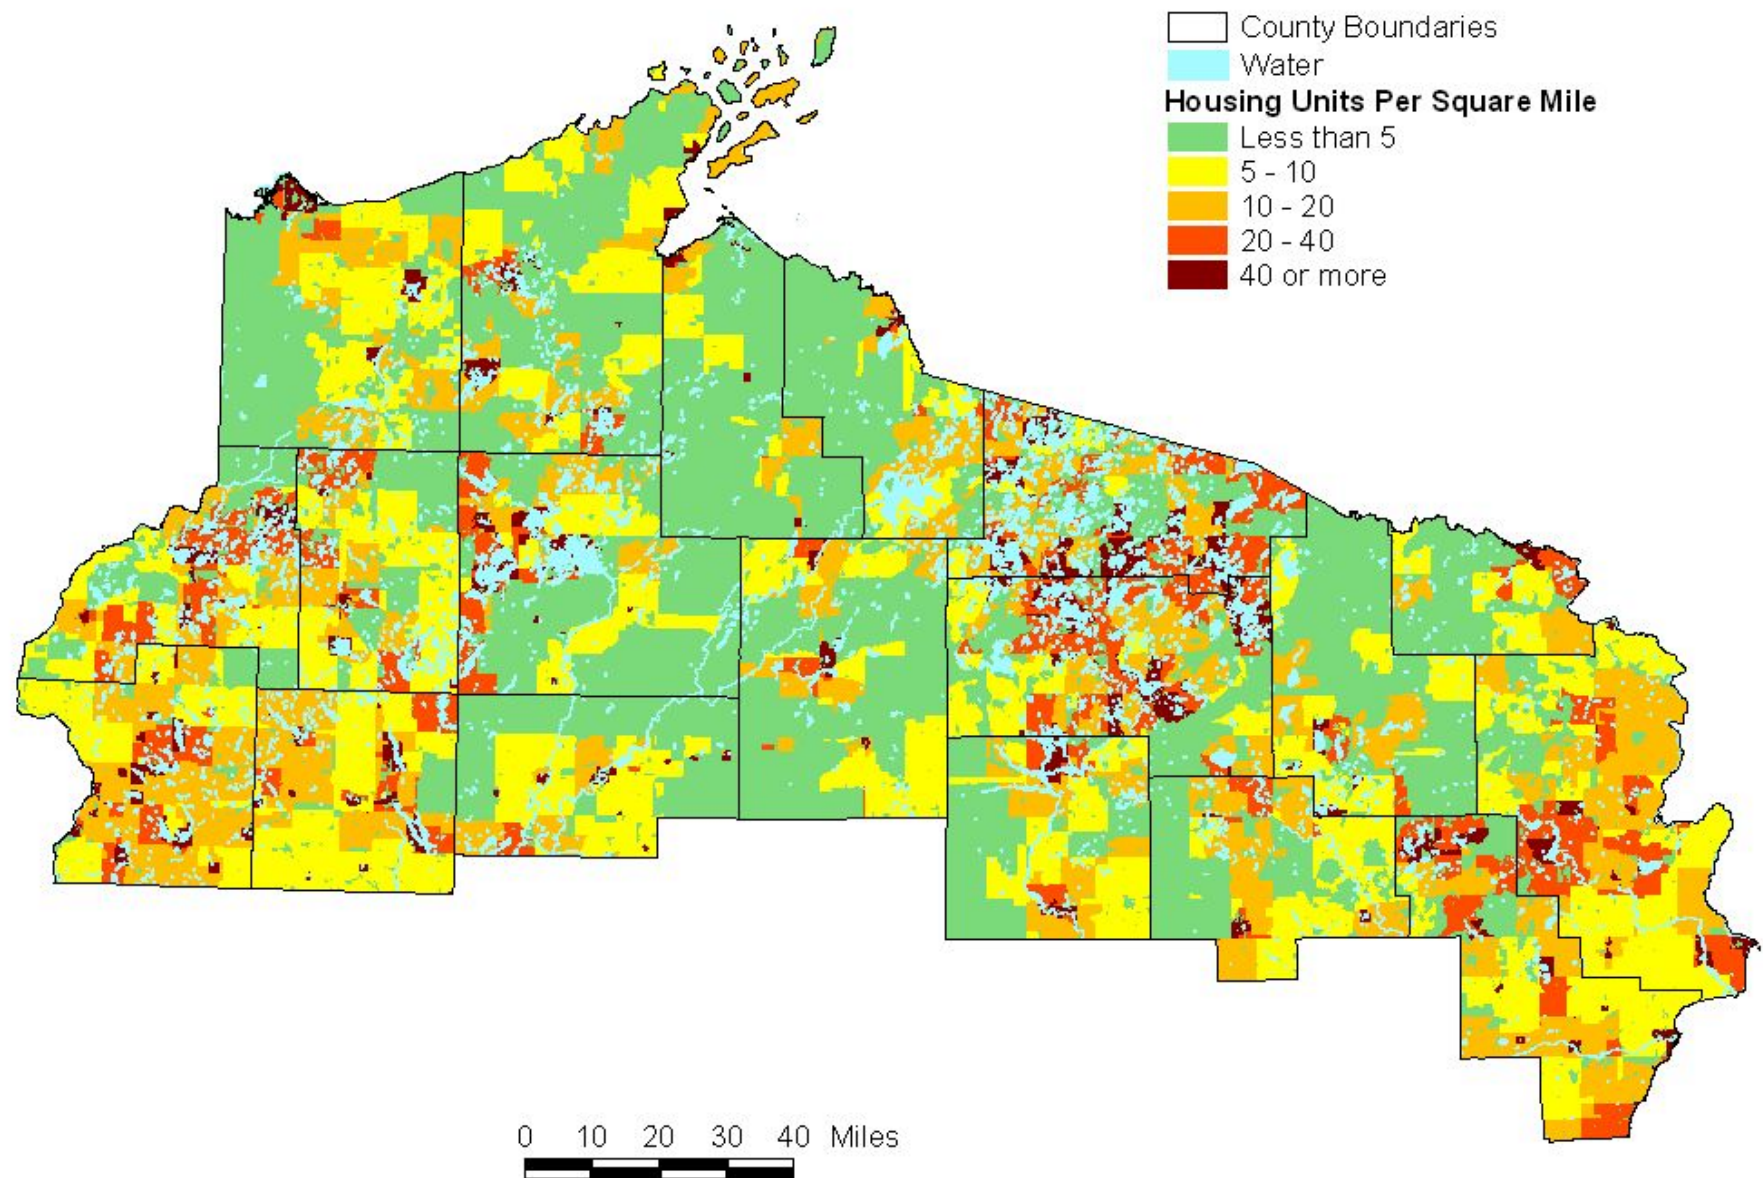 County Boundaries
Water
Housing Units Per Square Mile
Less than 5
5 - 10
10 - 20
20 - 40
40 or more
0 10 20 30 40 Miles